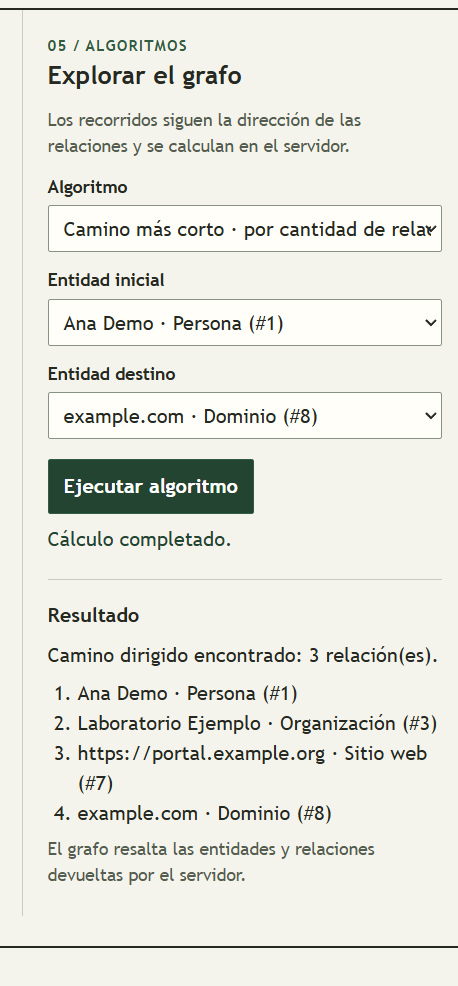 05 / ALGORITMOS
Explorar el grafo
Los recorridos siguen la dirección de las
relaciones y se calculan en el servidor.
Algoritmo
Camino más corto · por cantidad de rela
Entidad inicial
Ana Demo · Persona (#1)
Entidad destino
example.com · Dominio (#8)
Ejecutar algoritmo
Cálculo completado.
Resultado
Camino dirigido encontrado: 3 relación(es).
1. Ana Demo · Persona (#1)
2. Laboratorio Ejemplo · Organización (#3)
3. https://portal.example.org · Sitio web
(#7)
4. example.com · Dominio (#8)
El grafo resalta las entidades y relaciones
devueltas por el servidor.